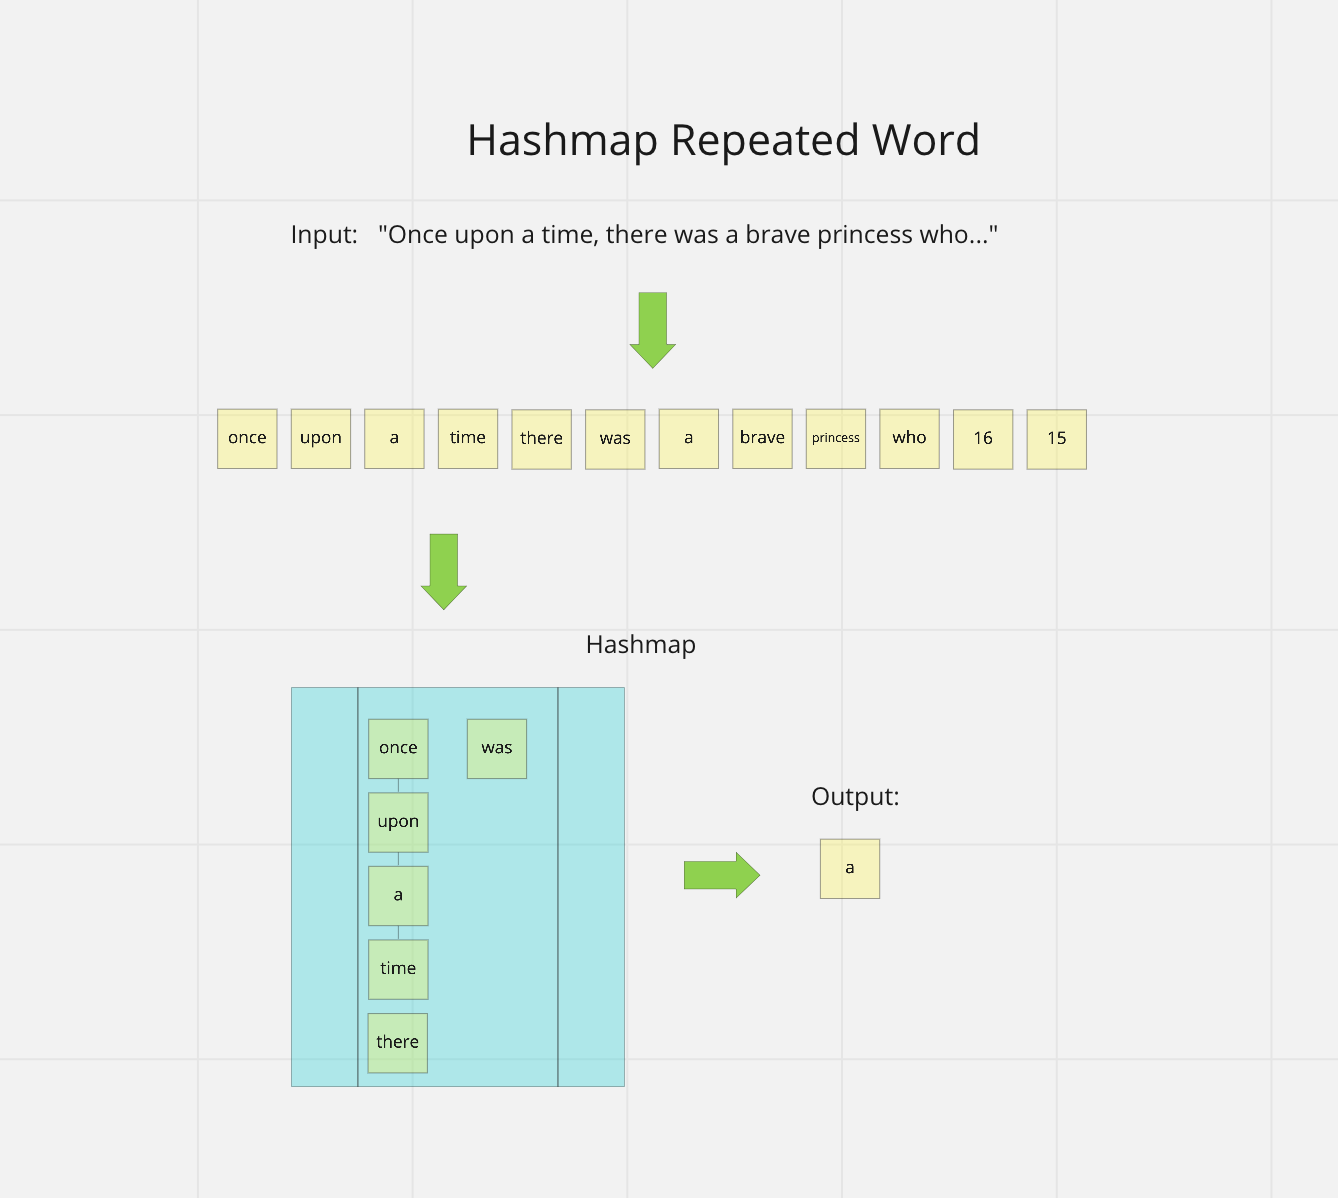 Hashmap Repeated Word
Input: "Once upon a time, there was a brave princess who..."
once upon a time there was a brave princess who 16 15
Hashmap
once was
upon
a
time
there
Output:
a